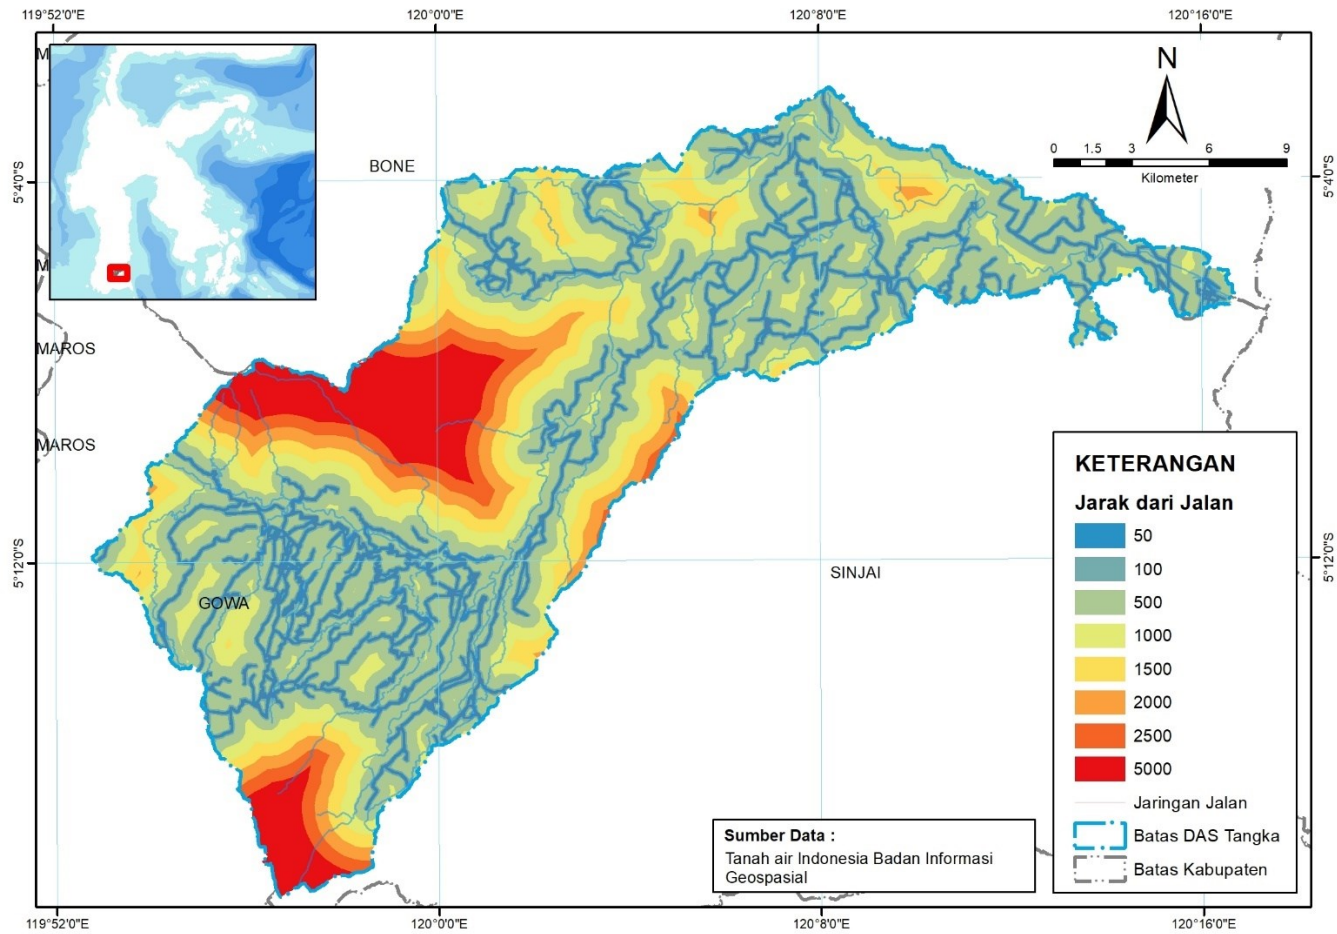 119°52'0"E
120°0'0"E
120°8'0"E
120°16'0"E
M
N
BONE
0 1.5 3 6 9
Kilometer
5°4'0"S
5°4'0"S
M
MAROS
MAROS
KETERANGAN
Jarak dari Jalan
50
100
500
1000
1500
2000
2500
5000
Jaringan Jalan
Batas DAS Tangka
Batas Kabupaten
5°12'0"S
5°12'0"S
SINJAI
GOWA
Sumber Data :
Tanah air Indonesia Badan Informasi
Geospasial
119°52'0"E
120°0'0"E
120°8'0"E
120°16'0"E